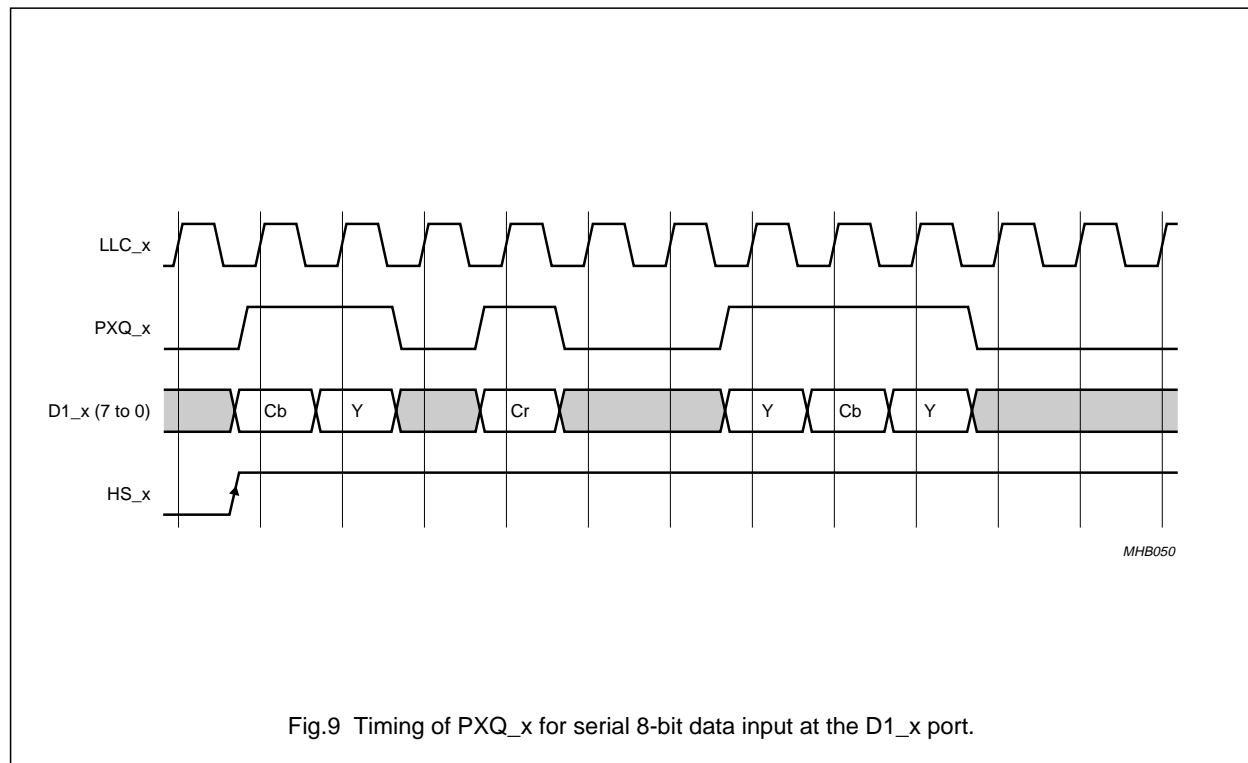 LLC_x
PXQ_x
D1_x (7 to 0) Cb Y Cr Y Cb Y
HS_x
MHB050
Fig.9 Timing of PXQ_x for serial 8-bit data input at the D1_x port.